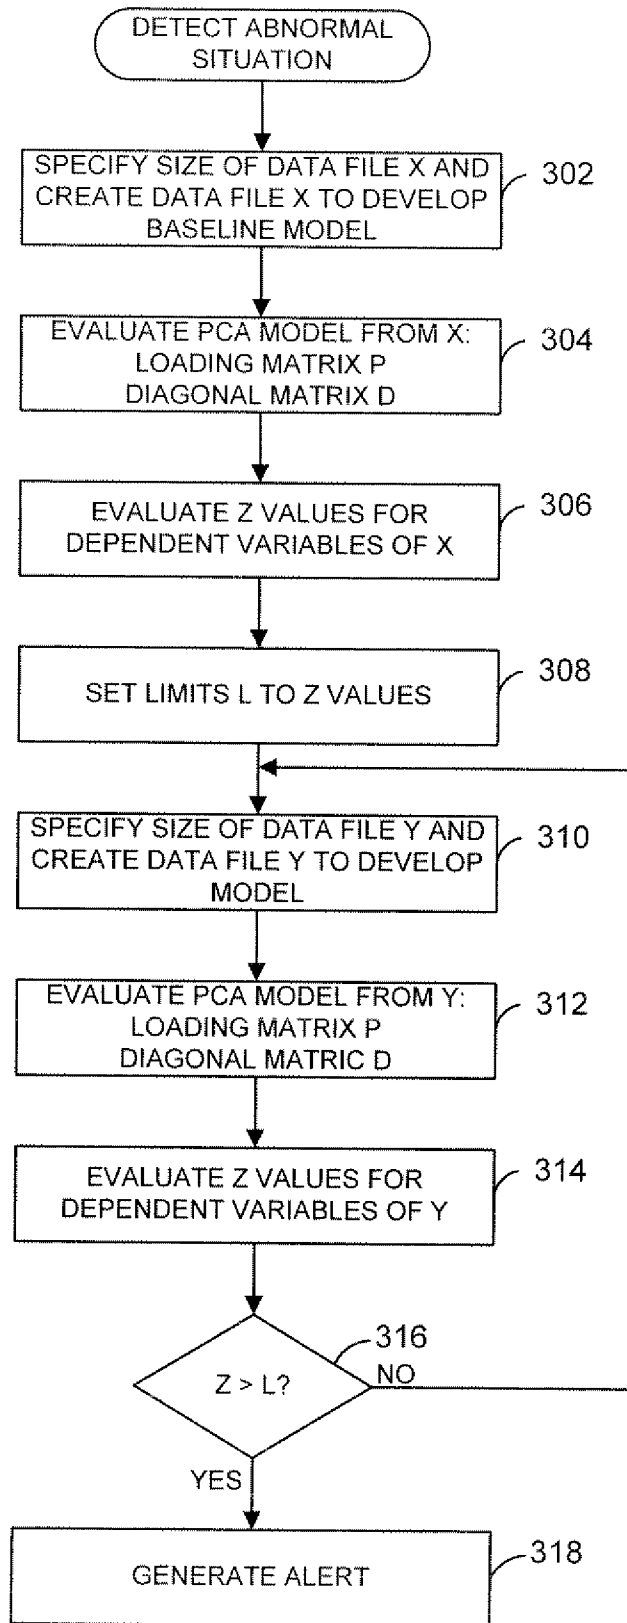 DETECT ABNORMAL
SITUATION
SPECIFY SIZE OF DATA FILE X AND
CREATE DATA FILE X TO DEVELOP
BASELINE MODEL
302
EVALUATE PCA MODEL FROM X:
LOADING MATRIX P
DIAGONAL MATRIX D
304
EVALUATE Z VALUES FOR
DEPENDENT VARIABLES OF X
306
SET LIMITS L TO Z VALUES
308
SPECIFY SIZE OF DATA FILE Y AND
CREATE DATA FILE Y TO DEVELOP
MODEL
310
EVALUATE PCA MODEL FROM Y:
LOADING MATRIX P
DIAGONAL MATRIC D
312
EVALUATE Z VALUES FOR
DEPENDENT VARIABLES OF Y
314
Z > L?
316
NO
YES
GENERATE ALERT
318